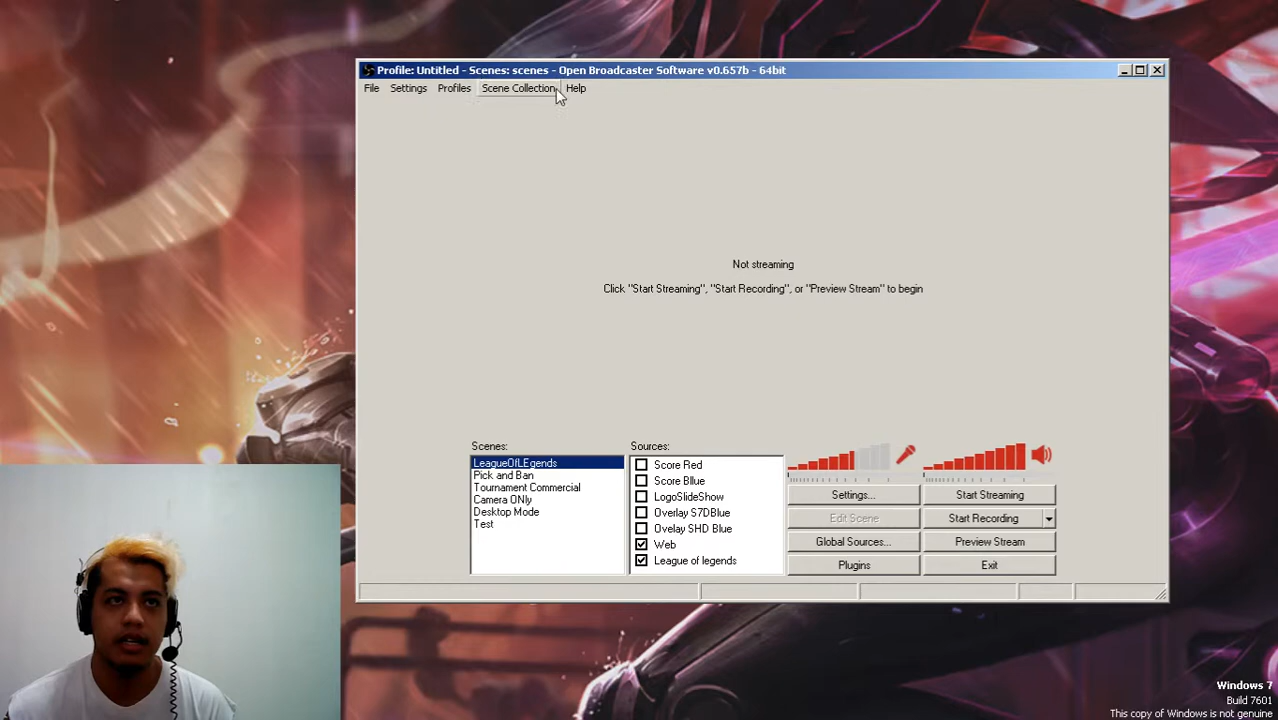 Profile: Untitled - Scenes: scenes - Open Broadcaster Software v0.657b - 64bit
File Settings Profiles Scene Collection Help
Not streaming
Click "Start Streaming", "Start Recording", or "Preview Stream" to begin
Scenes:
LeagueOfLEgends
Pick and Ban
Tournament Commercial
Camera ONly
Desktop Mode
Test
Sources:
Score Red
Score Bllue
LogoSlideShow
Overlay S7DBlue
Ovelay SHD Blue
Web
League of legends
Settings...
Start Streaming
Edit Scene
Start Recording
Global Sources...
Preview Stream
Plugins
Exit
Windows 7
Build 7601
This copy of Windows is not genuine